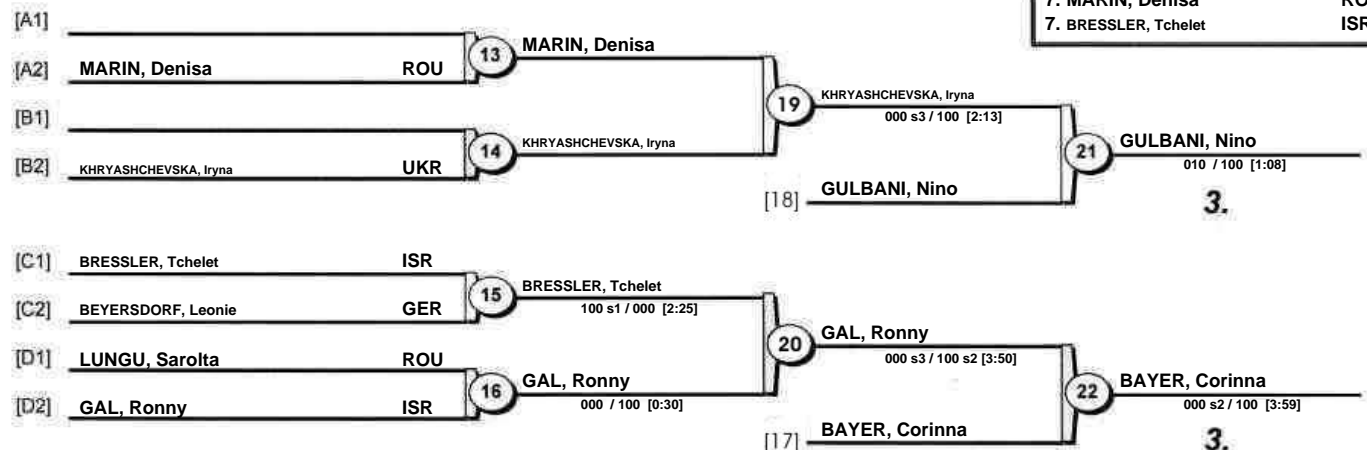 7. MARIN, Denisa
7. BRESSLER, Tchelet ISR
[A1]
13 MARIN, Denisa
[A2] MARIN, Denisa ROU
19 KHRYASHCHEVSKA, Iryna
000 s3 / 100 [2:13]
[B1]
14 KHRYASHCHEVSKA, Iryna
[B2] KHRYASHCHEVSKA, Iryna UKR
21 GULBANI, Nino
010 / 100 [1:08]
[18] GULBANI, Nino
3.
[C1] BRESSLER, Tchelet ISR
15 BRESSLER, Tchelet
100 s1 / 000 [2:25]
[C2] BEYERSDORF, Leonie GER
20 GAL, Ronny
000 s3 / 100 s2 [3:50]
[D1] LUNGU, Sarolta ROU
16 GAL, Ronny
000 / 100 [0:30]
[D2] GAL, Ronny ISR
22 BAYER, Corinna
000 s2 / 100 [3:59]
[17] BAYER, Corinna
3.